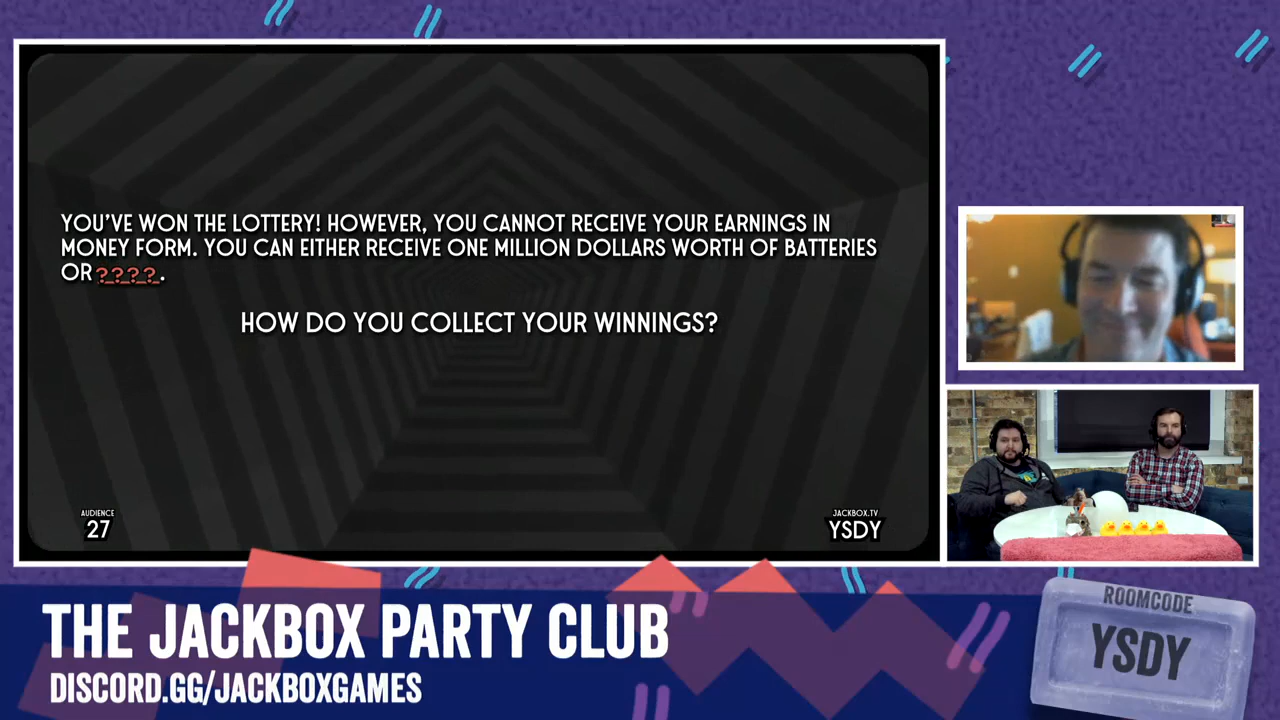 YOU'VE WON THE LOTTERY! HOWEVER, YOU CANNOT RECEIVE YOUR EARNINGS IN
MONEY FORM. YOU CAN EITHER RECEIVE ONE MILLION DOLLARS WORTH OF BATTERIES
OR ????.
HOW DO YOU COLLECT YOUR WINNINGS?
AUDIENCE
27
JACKBOX.TV
YSDY
THE JACKBOX PARTY CLUB
DISCORD.GG/JACKBOXGAMES
ROOMCODE
YSDY